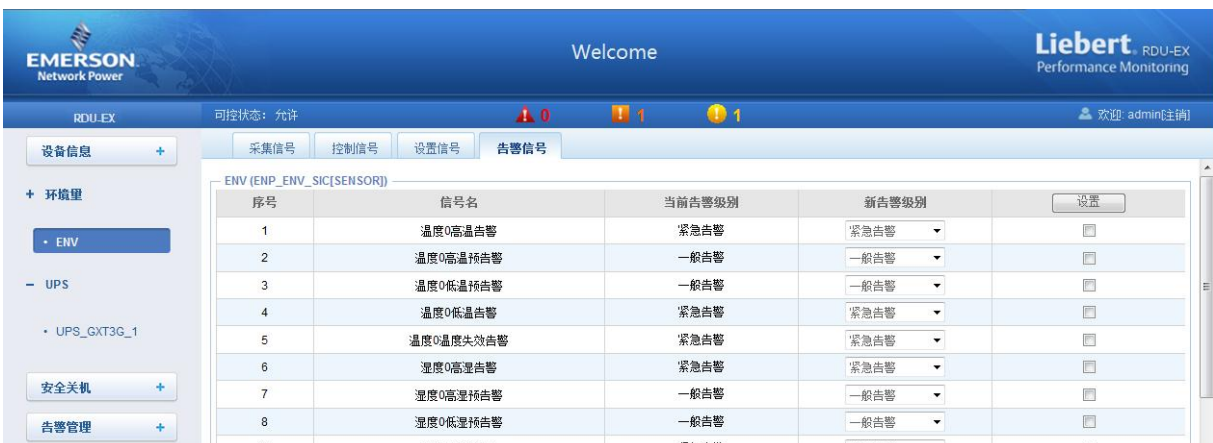 EMERSON
Network Power
Welcome
Liebert. RDU-EX
Performance Monitoring
RDU-EX
可控状态：允许
0
1
1
欢迎: admin[注销]
设备信息 +
+ 环境量
• ENV
− UPS
• UPS_GXT3G_1
安全关机 +
告警管理 +
采集信号 控制信号 设置信号 告警信号
ENV (ENP_ENV_SIC[SENSOR])
序号 信号名 当前告警级别 新告警级别 设置
1 温度0高温告警 紧急告警 紧急告警
2 温度0高温预告警 一般告警 一般告警
3 温度0低温预告警 一般告警 一般告警
4 温度0低温告警 紧急告警 紧急告警
5 温度0温度失效告警 紧急告警 紧急告警
6 湿度0高湿告警 紧急告警 紧急告警
7 湿度0高湿预告警 一般告警 一般告警
8 湿度0低湿预告警 一般告警 一般告警